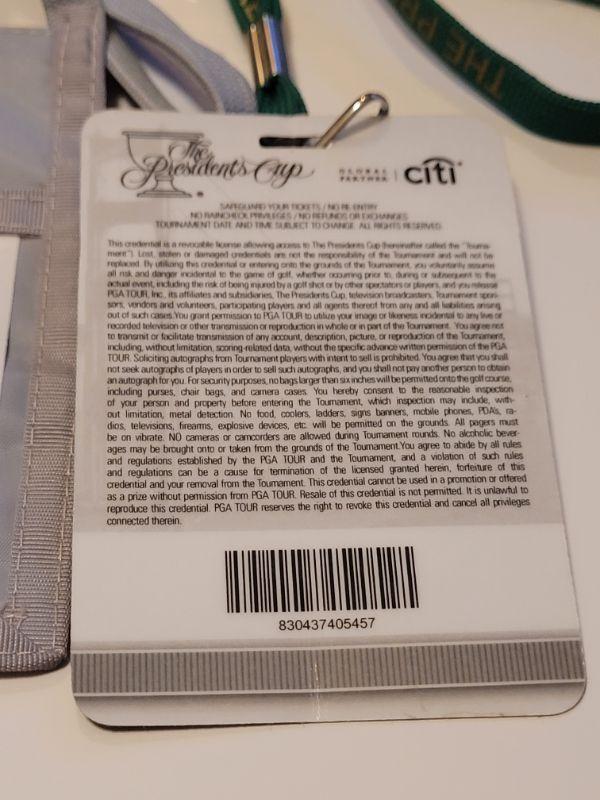 THE PR
The
Presidents Cup
GLOBAL
PARTNER
citi
SAFEGUARD YOUR TICKETS / NO RE-ENTRY
NO RAINCHECK PRIVILEGES / NO REFUNDS OR EXCHANGES
TOURNAMENT DATE AND TIME SUBJECT TO CHANGE. ALL RIGHTS RESERVED.
This credential is a revocable license allowing access to The Presidents Cup (hereinafter called the "Tourna-
ment"). Lost, stolen or damaged credentials are not the responsibility of the Tournament and will not be
replaced. By utilizing this credential or entering onto the grounds of the Tournament, you voluntarily assume
all risk and danger incidental to the game of golf, whether occurring prior to, during or subsequent to the
actual event, including the risk of being injured by a golf shot or by other spectators or players, and you release
PGA TOUR, Inc., its affiliates and subsidiaries, The Presidents Cup, television broadcasters, Tournament spon-
sors, vendors and volunteers, participating players and all agents thereof from any and all liabilities arising
out of such cases.You grant permission to PGA TOUR to utilize your image or likeness incidental to any live or
recorded television or other transmission or reproduction in whole or in part of the Tournament. You agree not
to transmit or facilitate transmission of any account, description, picture, or reproduction of the Tournament,
including, without limitation, scoring-related data, without the specific advance written permission of the PGA
TOUR. Soliciting autographs from Tournament players with intent to sell is prohibited. You agree that you shall
not seek autographs of players in order to sell such autographs, and you shall not pay another person to obtain
an autograph for you. For security purposes, no bags larger than six inches will be permitted onto the golf course,
including purses, chair bags, and camera cases. You hereby consent to the reasonable inspection
of your person and property before entering the Tournament, which inspection may include, with-
out limitation, metal detection. No food, coolers, ladders, signs banners, mobile phones, PDA's, ra-
dios, televisions, firearms, explosive devices, etc. will be permitted on the grounds. All pagers must
be on vibrate. NO cameras or camcorders are allowed during Tournament rounds. No alcoholic bever-
ages may be brought onto or taken from the grounds of the Tournament.You agree to abide by all rules
and regulations established by the PGA TOUR and the Tournament, and a violation of such rules
and regulations can be a cause for termination of the licensed granted herein, forfeiture of this
credential and your removal from the Tournament. This credential cannot be used in a promotion or offered
as a prize without permission from PGA TOUR. Resale of this credential is not permitted. It is unlawful to
reproduce this credential. PGA TOUR reserves the right to revoke this credential and cancel all privileges
connected therein.
830437405457